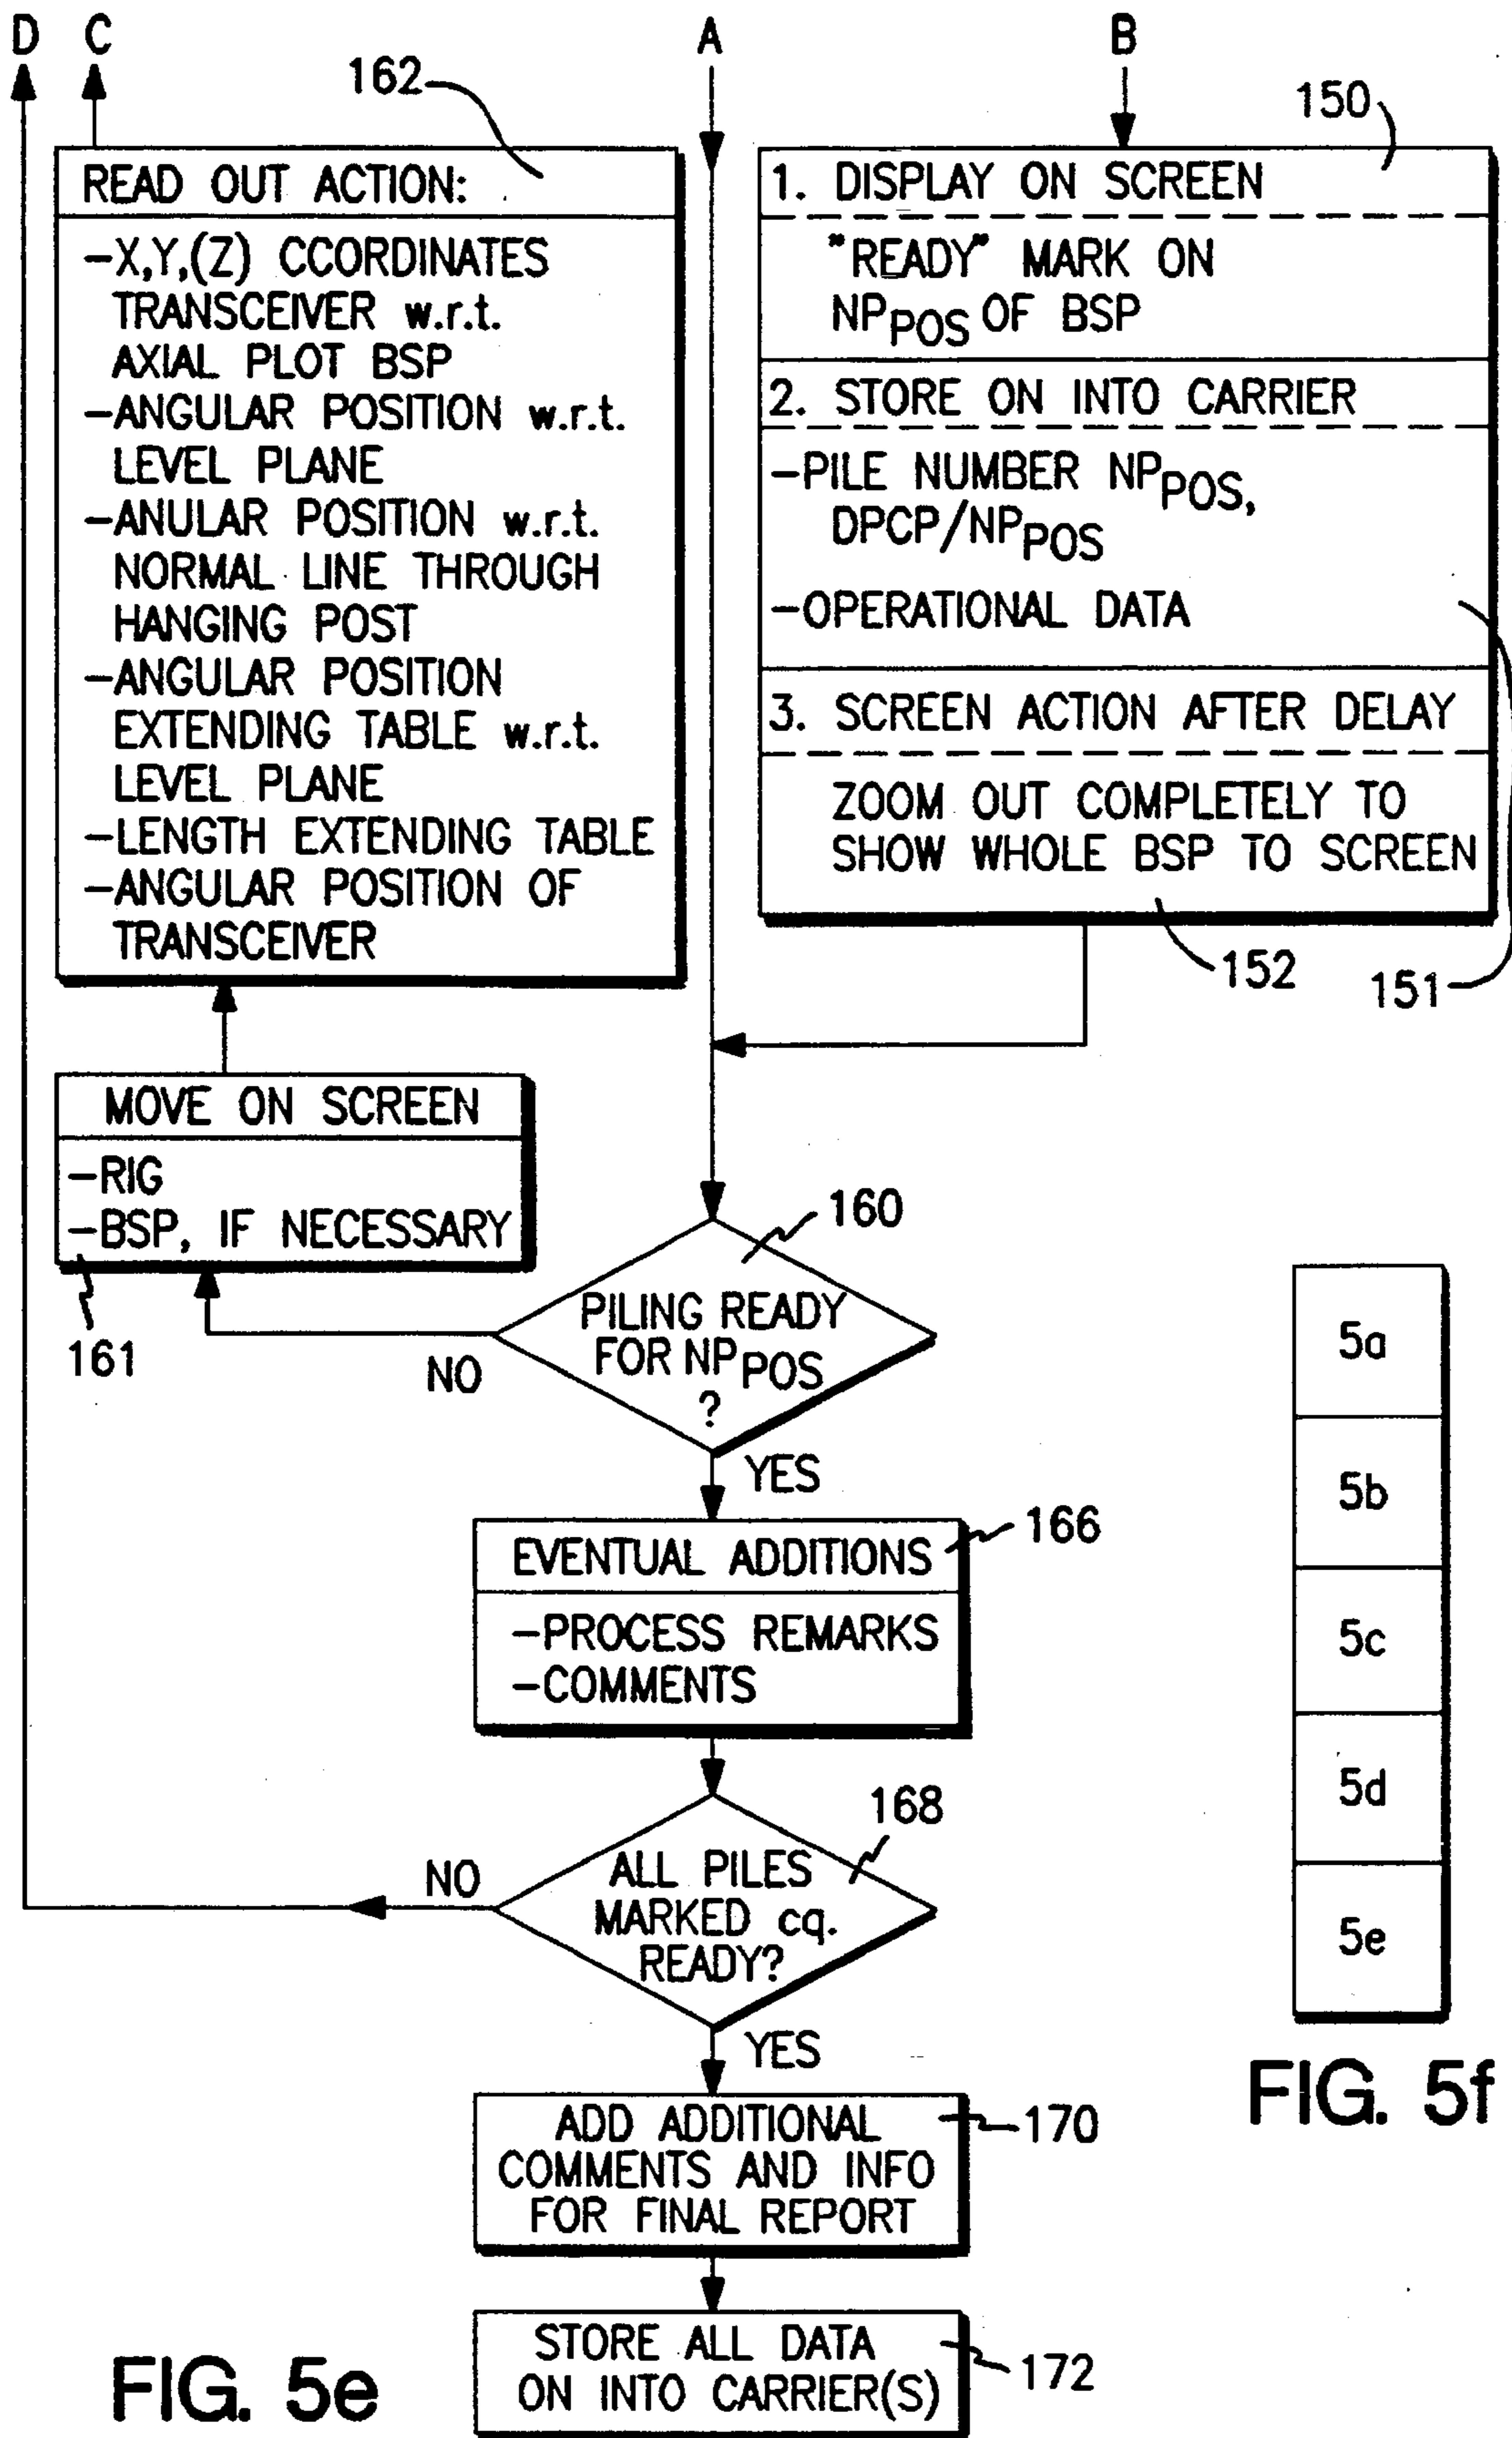 D
C
A
B
162
150
READ OUT ACTION:
-X,Y,(Z) CCORDINATES
TRANSCEIVER w.r.t.
AXIAL PLOT BSP
-ANGULAR POSITION w.r.t.
LEVEL PLANE
-ANULAR POSITION w.r.t.
NORMAL LINE THROUGH
HANGING POST
-ANGULAR POSITION
EXTENDING TABLE w.r.t.
LEVEL PLANE
-LENGTH EXTENDING TABLE
-ANGULAR POSITION OF
TRANSCEIVER
1. DISPLAY ON SCREEN
"READY" MARK ON
NPPOS OF BSP
2. STORE ON INTO CARRIER
-PILE NUMBER NPPOS,
DPCP/NPPOS
-OPERATIONAL DATA
3. SCREEN ACTION AFTER DELAY
ZOOM OUT COMPLETELY TO
SHOW WHOLE BSP TO SCREEN
152
151
MOVE ON SCREEN
-RIG
-BSP, IF NECESSARY
161
160
PILING READY
FOR NPPOS
?
NO
YES
166
EVENTUAL ADDITIONS
-PROCESS REMARKS
-COMMENTS
168
ALL PILES
MARKED cq.
READY?
NO
YES
170
ADD ADDITIONAL
COMMENTS AND INFO
FOR FINAL REPORT
STORE ALL DATA
ON INTO CARRIER(S)
172
FIG. 5e
5a
5b
5c
5d
5e
FIG. 5f